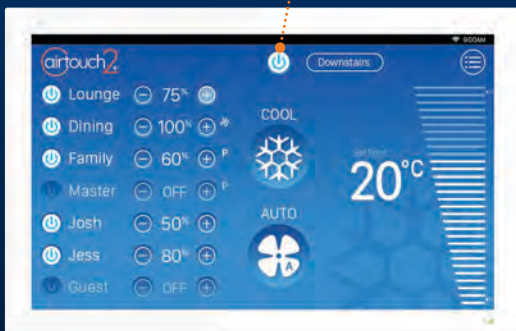 9:00AM
airtouch2+
Downstairs
Lounge 75%
Dining 100%
Family 60% P
Master OFF P
Josh 50%
Jess 80%
Guest OFF
COOL
AUTO
A
Set Temp
20°C